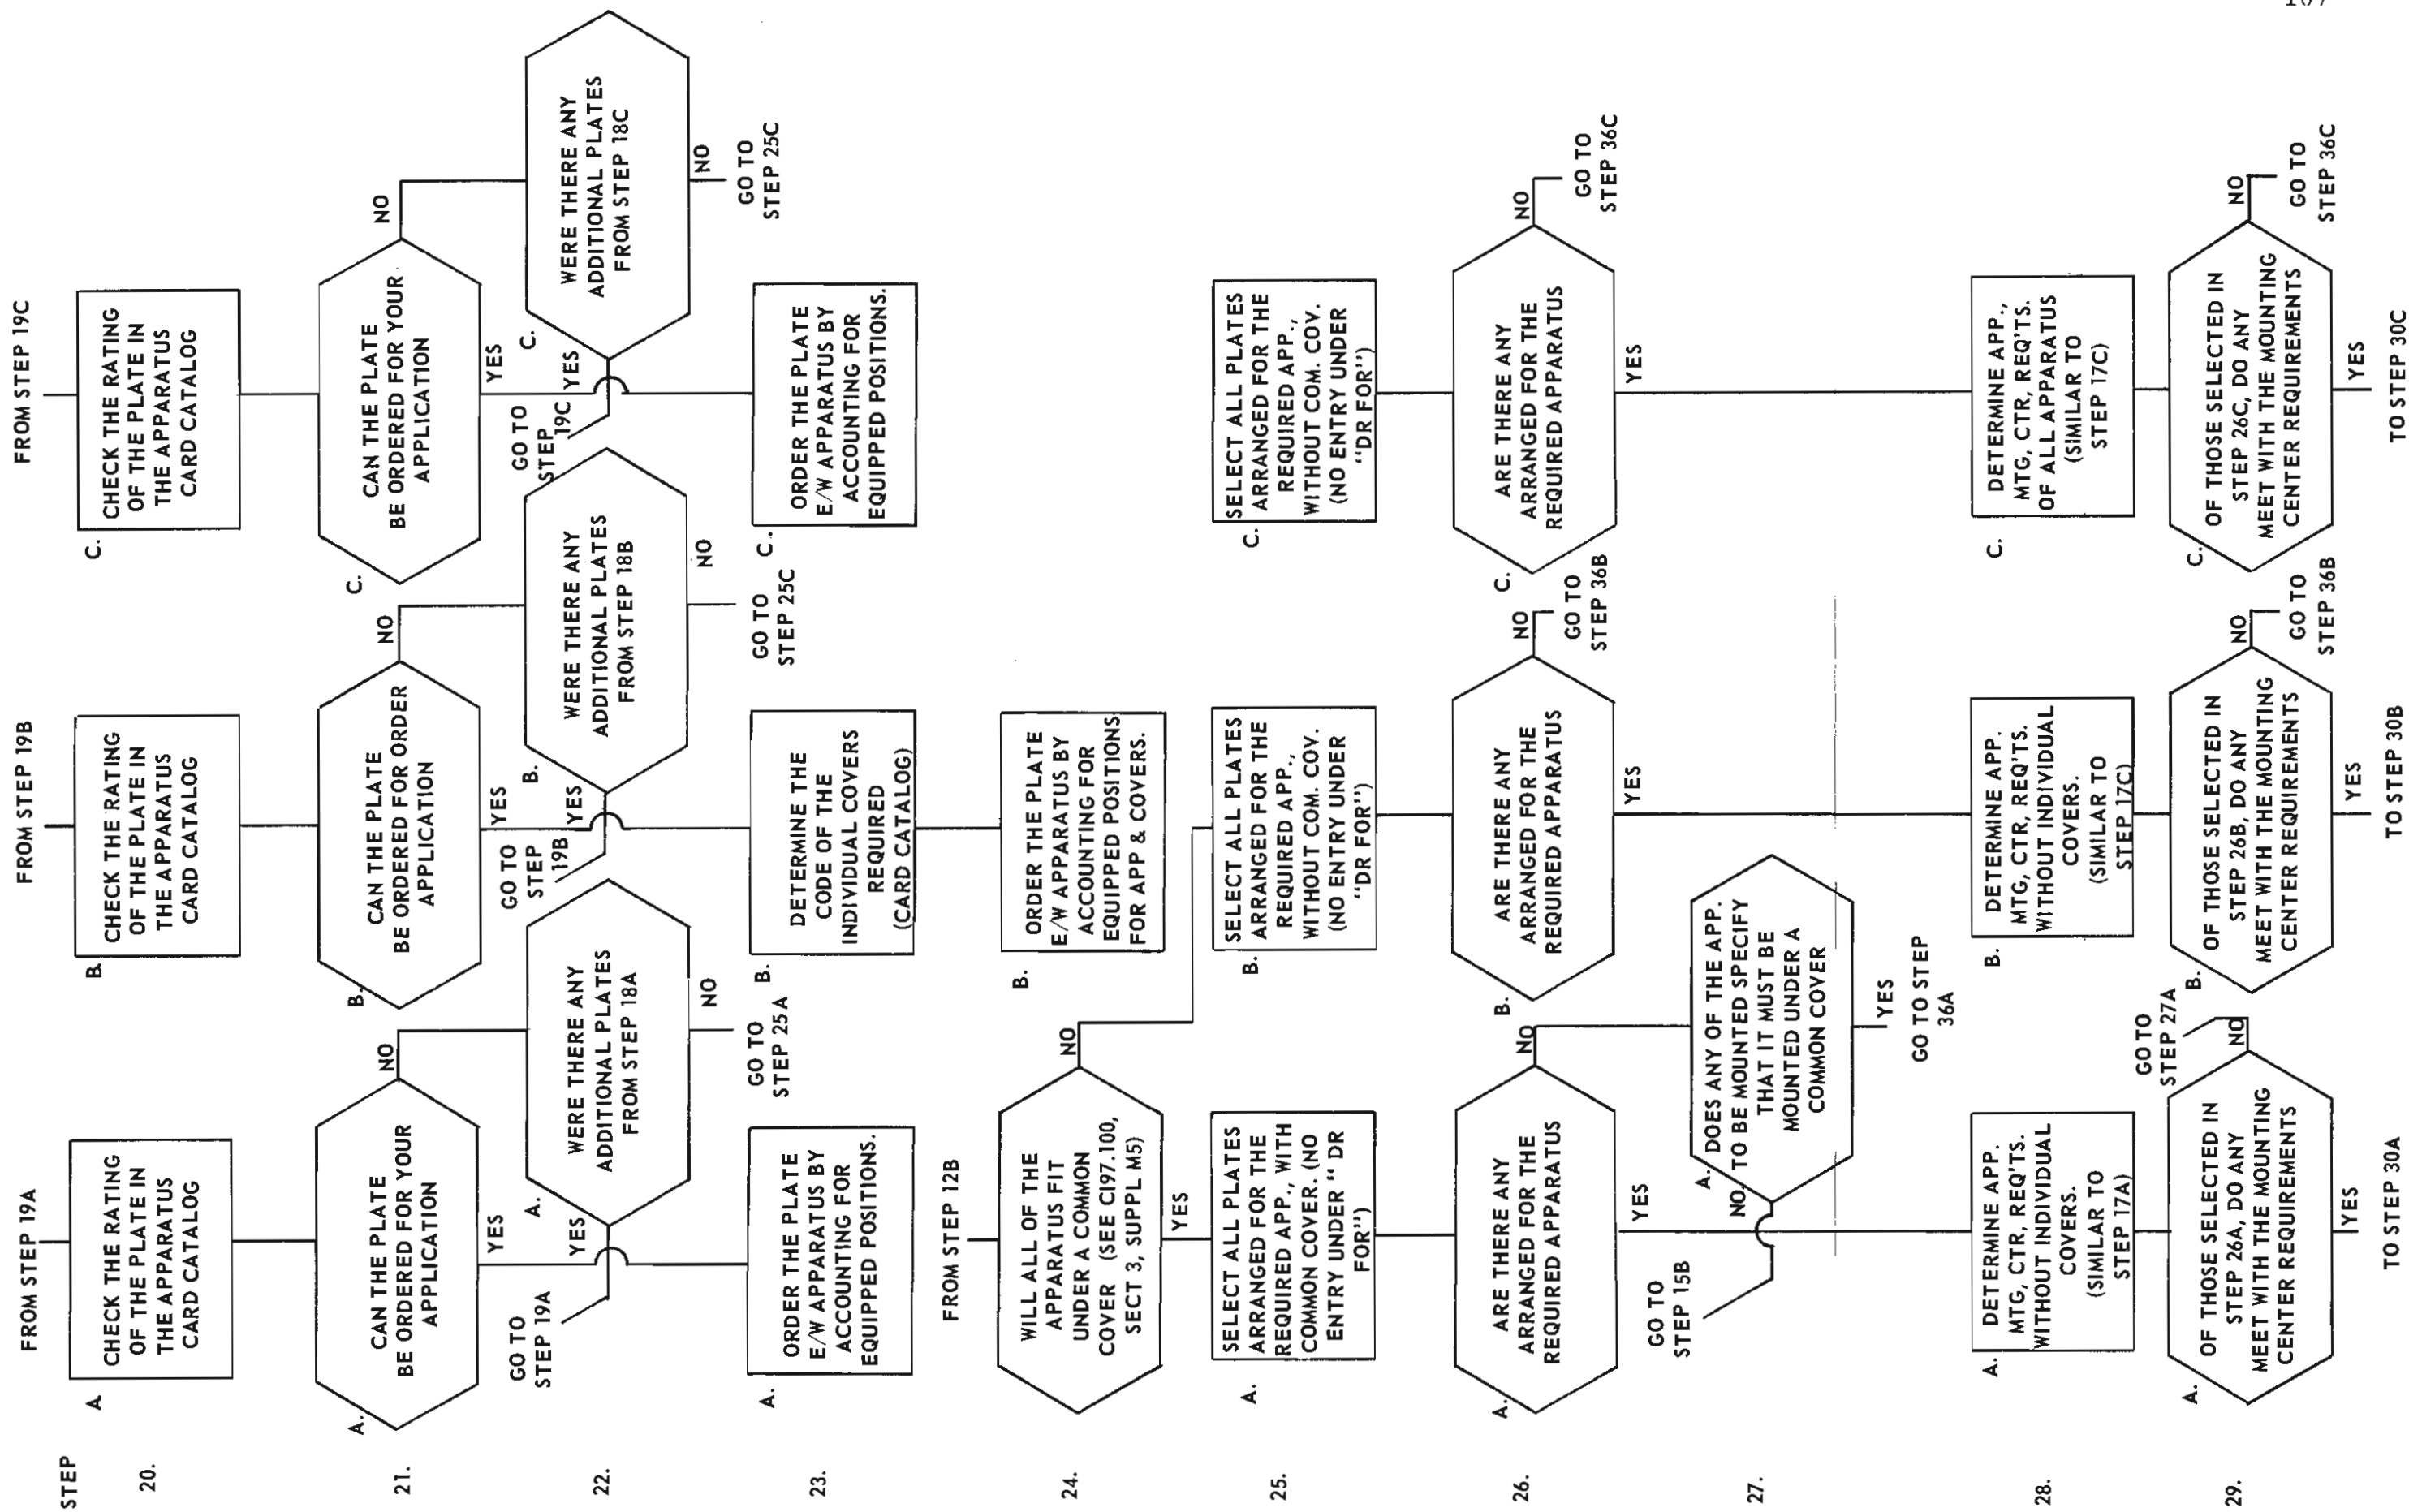 STEP
FROM STEP 19A
FROM STEP 19B
FROM STEP 19C
20.
A
CHECK THE RATING
OF THE PLATE IN
THE APPARATUS
CARD CATALOG
B.
CHECK THE RATING
OF THE PLATE IN
THE APPARATUS
CARD CATALOG
C.
CHECK THE RATING
OF THE PLATE IN
THE APPARATUS
CARD CATALOG
21.
A.
CAN THE PLATE
BE ORDERED FOR YOUR
APPLICATION
NO
YES
B.
CAN THE PLATE
BE ORDERED FOR ORDER
APPLICATION
NO
YES
C.
CAN THE PLATE
BE ORDERED FOR YOUR
APPLICATION
NO
YES
22.
GO TO
STEP 19A
YES
A.
WERE THERE ANY
ADDITIONAL PLATES
FROM STEP 18A
NO
GO TO
STEP 25A
GO TO
STEP
19B
YES
B.
WERE THERE ANY
ADDITIONAL PLATES
FROM STEP 18B
NO
GO TO
STEP 25C
GO TO
STEP
19C
YES
C.
WERE THERE ANY
ADDITIONAL PLATES
FROM STEP 18C
NO
GO TO
STEP 25C
23.
A.
ORDER THE PLATE
E/W APPARATUS BY
ACCOUNTING FOR
EQUIPPED POSITIONS.
B.
DETERMINE THE
CODE OF THE
INDIVIDUAL COVERS
REQUIRED
(CARD CATALOG)
C.
ORDER THE PLATE
E/W APPARATUS BY
ACCOUNTING FOR
EQUIPPED POSITIONS.
FROM STEP 12B
24.
WILL ALL OF THE
APPARATUS FIT
UNDER A COMMON
COVER (SEE CI97.100,
SECT 3, SUPPL M5)
NO
YES
B.
ORDER THE PLATE
E/W APPARATUS BY
ACCOUNTING FOR
EQUIPPED POSITIONS
FOR APP & COVERS.
25.
A.
SELECT ALL PLATES
ARRANGED FOR THE
REQUIRED APP., WITH
COMMON COVER. (NO
ENTRY UNDER "DR
FOR")
B.
SELECT ALL PLATES
ARRANGED FOR THE
REQUIRED APP.,
WITHOUT COM. COV.
(NO ENTRY UNDER
"DR FOR")
C.
SELECT ALL PLATES
ARRANGED FOR THE
REQUIRED APP.,
WITHOUT COM. COV.
(NO ENTRY UNDER
"DR FOR")
26.
A.
ARE THERE ANY
ARRANGED FOR THE
REQUIRED APPARATUS
NO
YES
B.
ARE THERE ANY
ARRANGED FOR THE
REQUIRED APPARATUS
NO
GO TO
STEP 36B
YES
C.
ARE THERE ANY
ARRANGED FOR THE
REQUIRED APPARATUS
NO
GO TO
STEP 36C
YES
27.
GO TO
STEP 15B
NO
A.
DOES ANY OF THE APP.
TO BE MOUNTED SPECIFY
THAT IT MUST BE
MOUNTED UNDER A
COMMON COVER
YES
GO TO STEP
36A
28.
A.
DETERMINE APP.
MTG, CTR, REQ'TS.
WITHOUT INDIVIDUAL
COVERS.
(SIMILAR TO
STEP 17A)
B.
DETERMINE APP.
MTG, CTR, REQ'TS.
WITHOUT INDIVIDUAL
COVERS.
(SIMILAR TO
STEP 17C)
C.
DETERMINE APP.,
MTG, CTR, REQ'TS.
OF ALL APPARATUS
(SIMILAR TO
STEP 17C)
29.
A.
OF THOSE SELECTED IN
STEP 26A, DO ANY
MEET WITH THE MOUNTING
CENTER REQUIREMENTS
GO TO
STEP 27A
NO
YES
B.
OF THOSE SELECTED IN
STEP 26B, DO ANY
MEET WITH THE MOUNTING
CENTER REQUIREMENTS
NO
GO TO
STEP 36B
YES
C.
OF THOSE SELECTED IN
STEP 26C, DO ANY
MEET WITH THE MOUNTING
CENTER REQUIREMENTS
NO
GO TO
STEP 36C
YES
TO STEP 30A
TO STEP 30B
TO STEP 30C